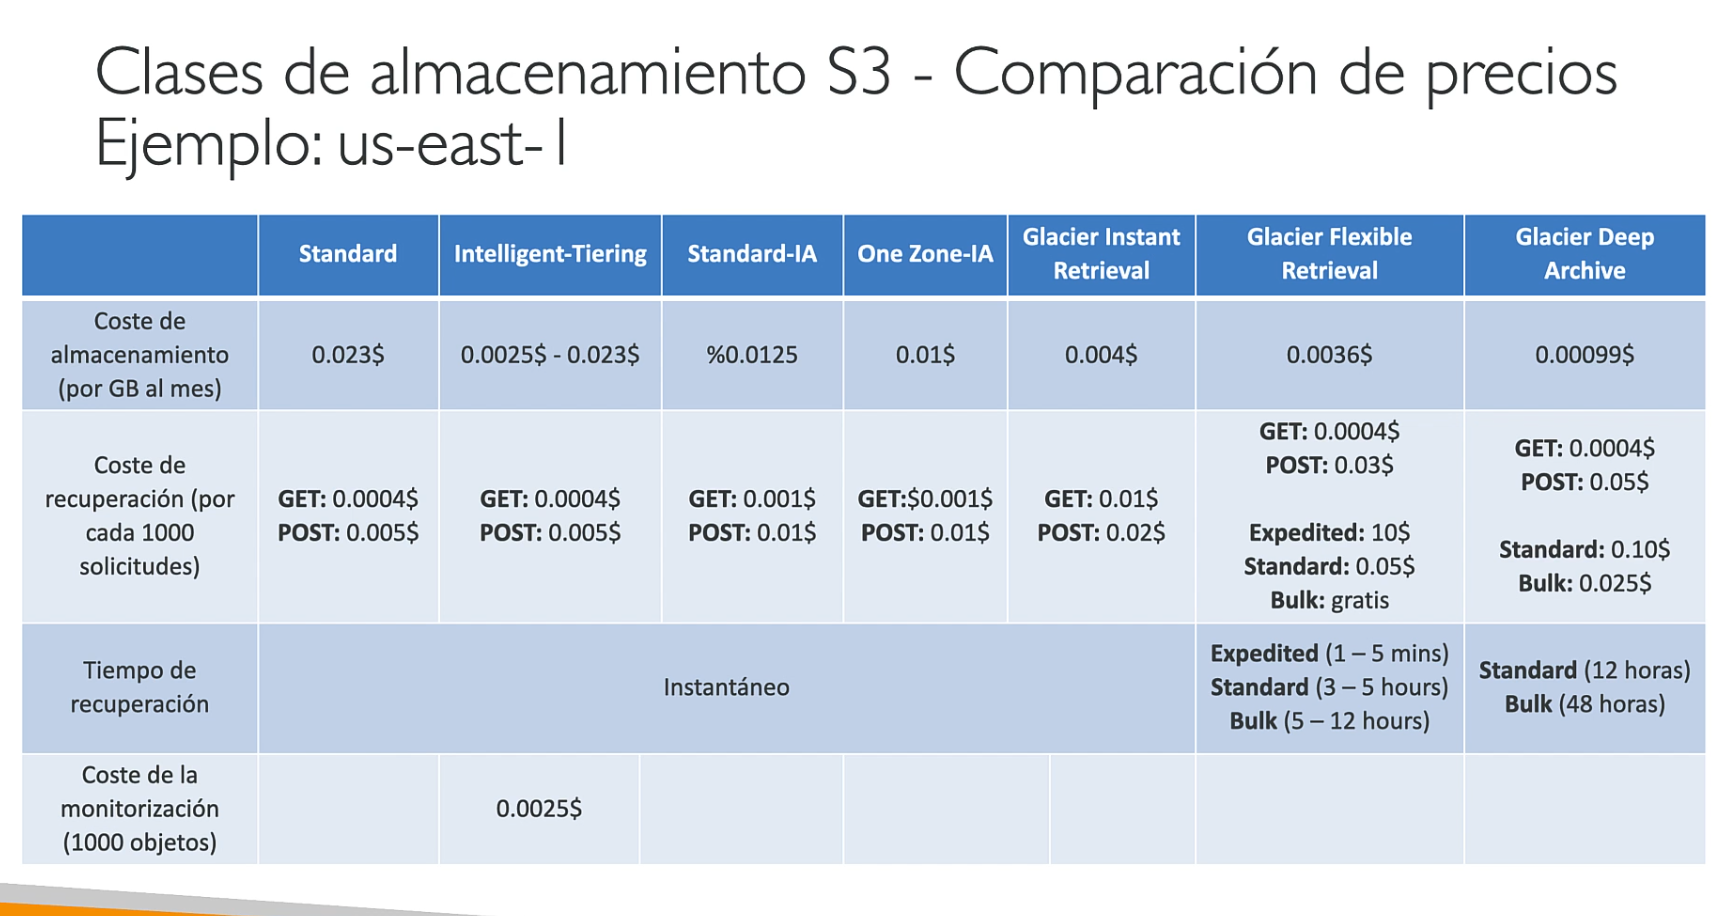 Clases de almacenamiento S3 - Comparación de precios
Ejemplo: us-east-1
Standard
Intelligent-Tiering
Standard-IA
One Zone-IA
Glacier Instant
Retrieval
Glacier Flexible
Retrieval
Glacier Deep
Archive
Coste de
almacenamiento
(por GB al mes)
0.023$
0.0025$ - 0.023$
%0.0125
0.01$
0.004$
0.0036$
0.00099$
Coste de
recuperación (por
cada 1000
solicitudes)
GET: 0.0004$
POST: 0.005$
GET: 0.0004$
POST: 0.005$
GET: 0.001$
POST: 0.01$
GET:$0.001$
POST: 0.01$
GET: 0.01$
POST: 0.02$
GET: 0.0004$
POST: 0.03$
Expedited: 10$
Standard: 0.05$
Bulk: gratis
GET: 0.0004$
POST: 0.05$
Standard: 0.10$
Bulk: 0.025$
Tiempo de
recuperación
Instantáneo
Expedited (1 – 5 mins)
Standard (3 – 5 hours)
Bulk (5 – 12 hours)
Standard (12 horas)
Bulk (48 horas)
Coste de la
monitorización
(1000 objetos)
0.0025$